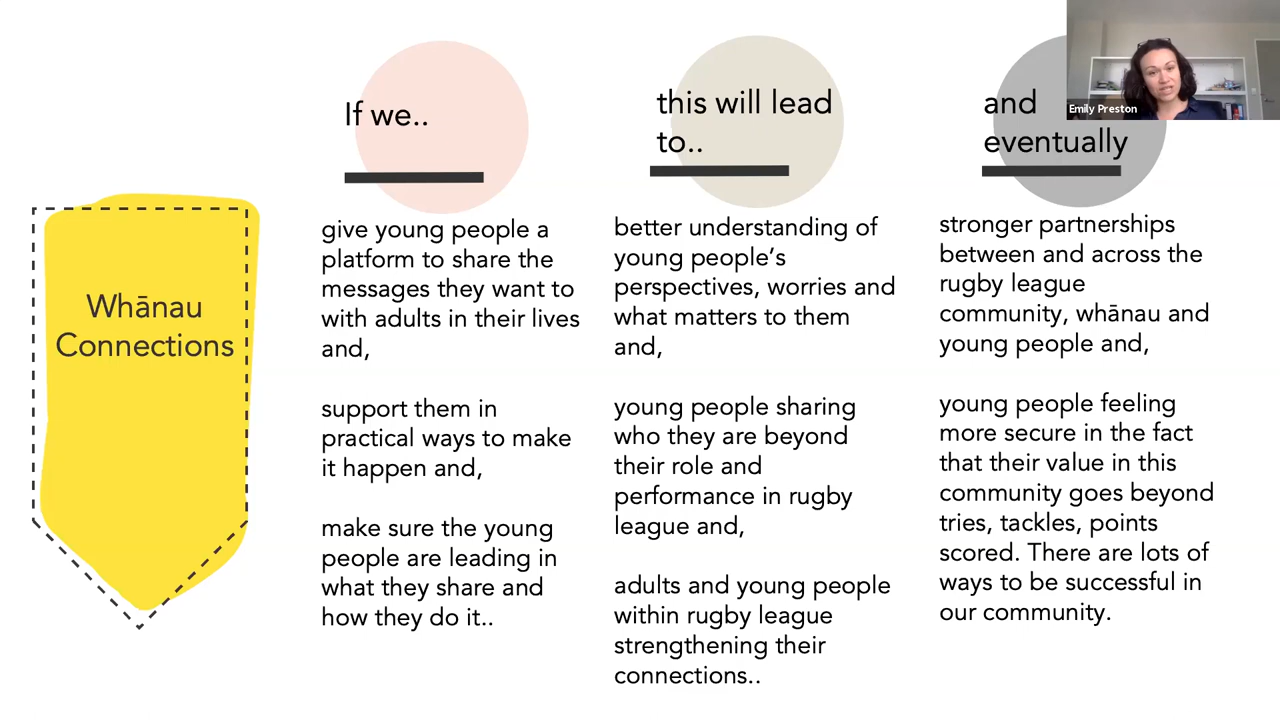 Whānau
Connections
If we..
give young people a
platform to share the
messages they want to
with adults in their lives
and,
support them in
practical ways to make
it happen and,
make sure the young
people are leading in
what they share and
how they do it..
this will lead
to..
better understanding of
young people’s
perspectives, worries and
what matters to them
and,
young people sharing
who they are beyond
their role and
performance in rugby
league and,
adults and young people
within rugby league
strengthening their
connections..
and
eventually
stronger partnerships
between and across the
rugby league
community, whānau and
young people and,
young people feeling
more secure in the fact
that their value in this
community goes beyond
tries, tackles, points
scored. There are lots of
ways to be successful in
our community.
Emily Preston